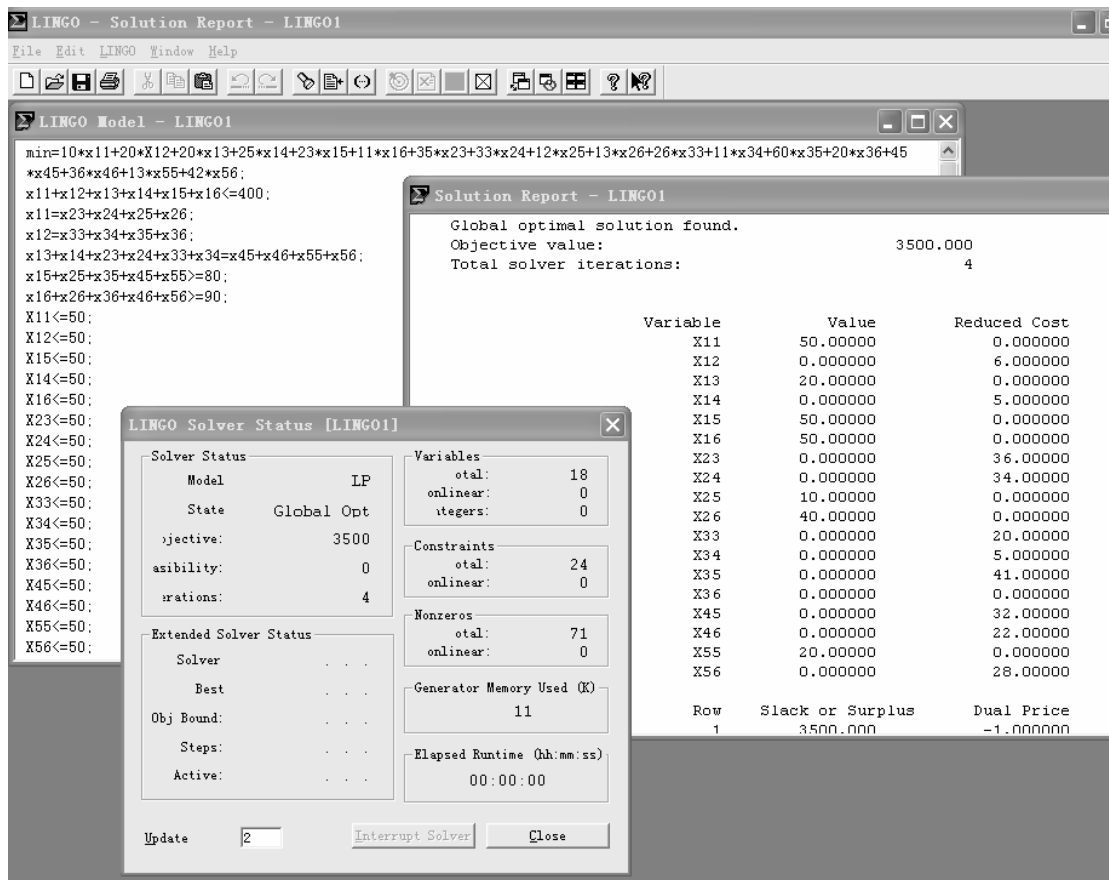 LINGO - Solution Report - LINGO1
File Edit LINGO Window Help
LINGO Model - LINGO1
min=10*x11+20*X12+20*x13+25*x14+23*x15+11*x16+35*x23+33*x24+12*x25+13*x26+26*x33+11*x34+60*x35+20*x36+45
*x45+36*x46+13*x55+42*x56;
x11+x12+x13+x14+x15+x16<=400;
x11=x23+x24+x25+x26;
x12=x33+x34+x35+x36;
x13+x14+x23+x24+x33+x34=x45+x46+x55+x56;
x15+x25+x35+x45+x55>=80;
x16+x26+x36+x46+x56>=90;
X11<=50;
X12<=50;
X15<=50;
X14<=50;
X16<=50;
X23<=50;
X24<=50;
X25<=50;
X26<=50;
X33<=50;
X34<=50;
X35<=50;
X36<=50;
X45<=50;
X46<=50;
X55<=50;
X56<=50;
Solution Report - LINGO1
Global optimal solution found.
Objective value: 3500.000
Total solver iterations: 4
Variable Value Reduced Cost
X11 50.00000 0.000000
X12 0.000000 6.000000
X13 20.00000 0.000000
X14 0.000000 5.000000
X15 50.00000 0.000000
X16 50.00000 0.000000
X23 0.000000 36.00000
X24 0.000000 34.00000
X25 10.00000 0.000000
X26 40.00000 0.000000
X33 0.000000 20.00000
X34 0.000000 5.000000
X35 0.000000 41.00000
X36 0.000000 0.000000
X45 0.000000 32.00000
X46 0.000000 22.00000
X55 20.00000 0.000000
X56 0.000000 28.00000
Row Slack or Surplus Dual Price
1 3500.000 -1.000000
LINGO Solver Status [LINGO1]
Solver Status
Model LP
State Global Opt
jective: 3500
asibility: 0
erations: 4
Extended Solver Status
Solver . . .
Best . . .
Obj Bound: . . .
Steps: . . .
Active: . . .
Variables
otal: 18
onlinear: 0
ntegers: 0
Constraints
otal: 24
onlinear: 0
Nonzeros
otal: 71
onlinear: 0
Generator Memory Used (K)
11
Elapsed Runtime (hh:mm:ss)
00:00:00
Update 2
Interrupt Solver
Close